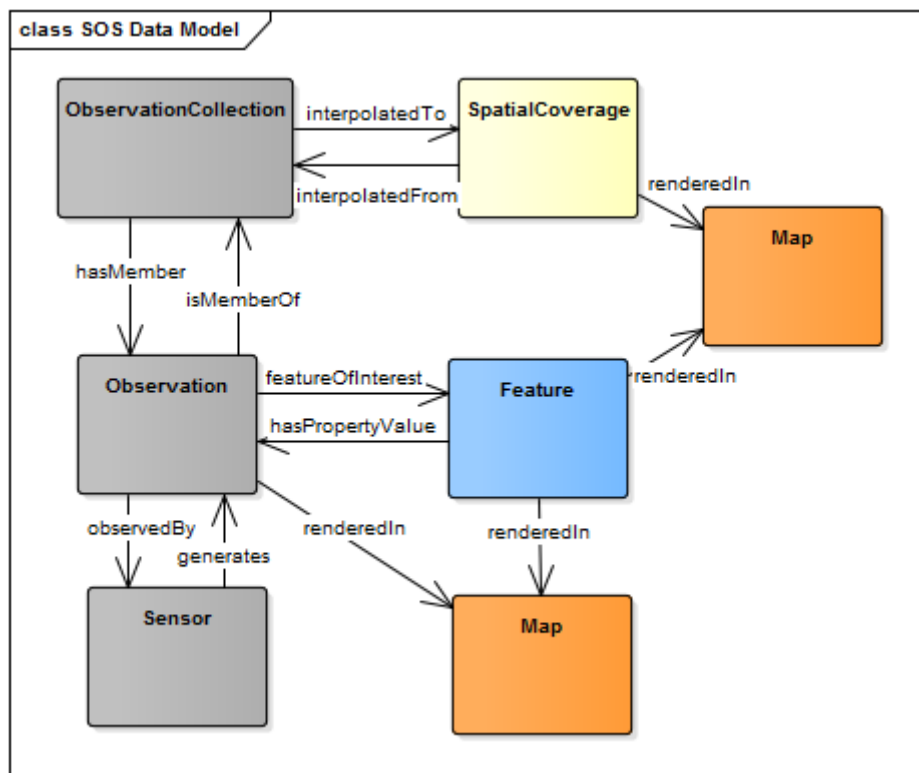 class SOS Data Model
ObservationCollection
interpolatedTo
SpatialCoverage
interpolatedFrom
renderedIn
Map
hasMember
isMemberOf
renderedIn
Observation
featureOfInterest
Feature
hasPropertyValue
observedBy
generates
renderedIn
renderedIn
Sensor
Map